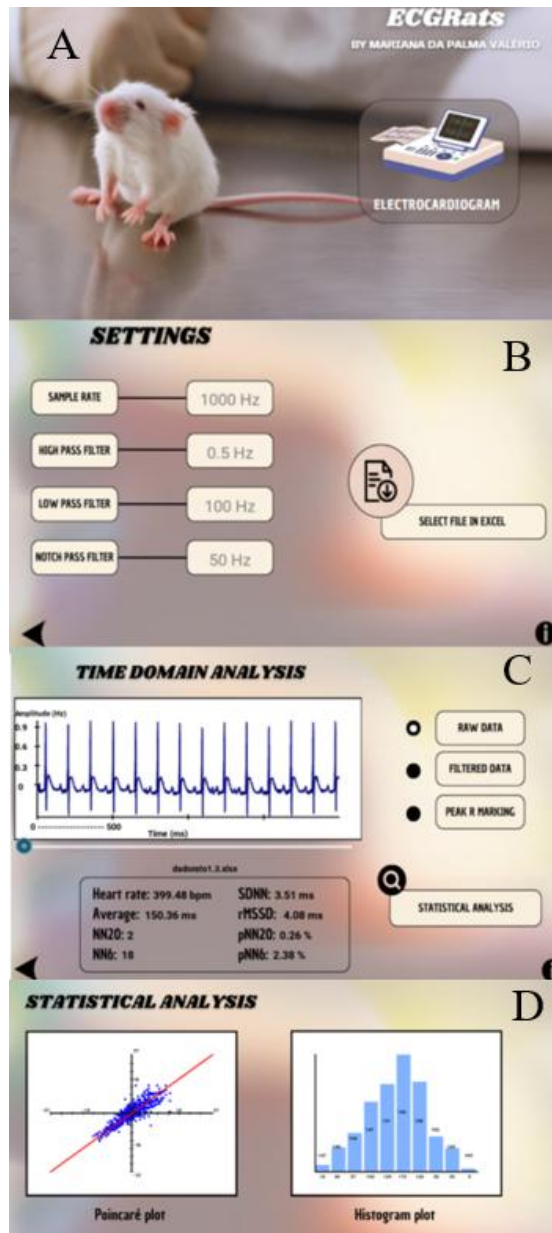 A
ECGRats
BY MARIANA DA PALMA VALÉRIO
ELECTROCARDIOGRAM
SETTINGS
B
SAMPLE RATE
1000 Hz
HIGH PASS FILTER
0.5 Hz
LOW PASS FILTER
100 Hz
NOTCH PASS FILTER
50 Hz
SELECT FILE IN EXCEL
TIME DOMAIN ANALYSIS
C
Amplitude (Hz)
0.9
0.6
0.3
0
0 500
Time (ms)
RAW DATA
FILTERED DATA
PEAK R MARKING
Heart rate: 399.48 bpm
SDNN: 3.51 ms
Average: 150.36 ms
rMSSD: 4.08 ms
NN20: 2
pNN20: 0.26 %
NN6: 18
pNN6: 2.38 %
STATISTICAL ANALYSIS
STATISTICAL ANALYSIS
D
Poincaré plot
Histogram plot